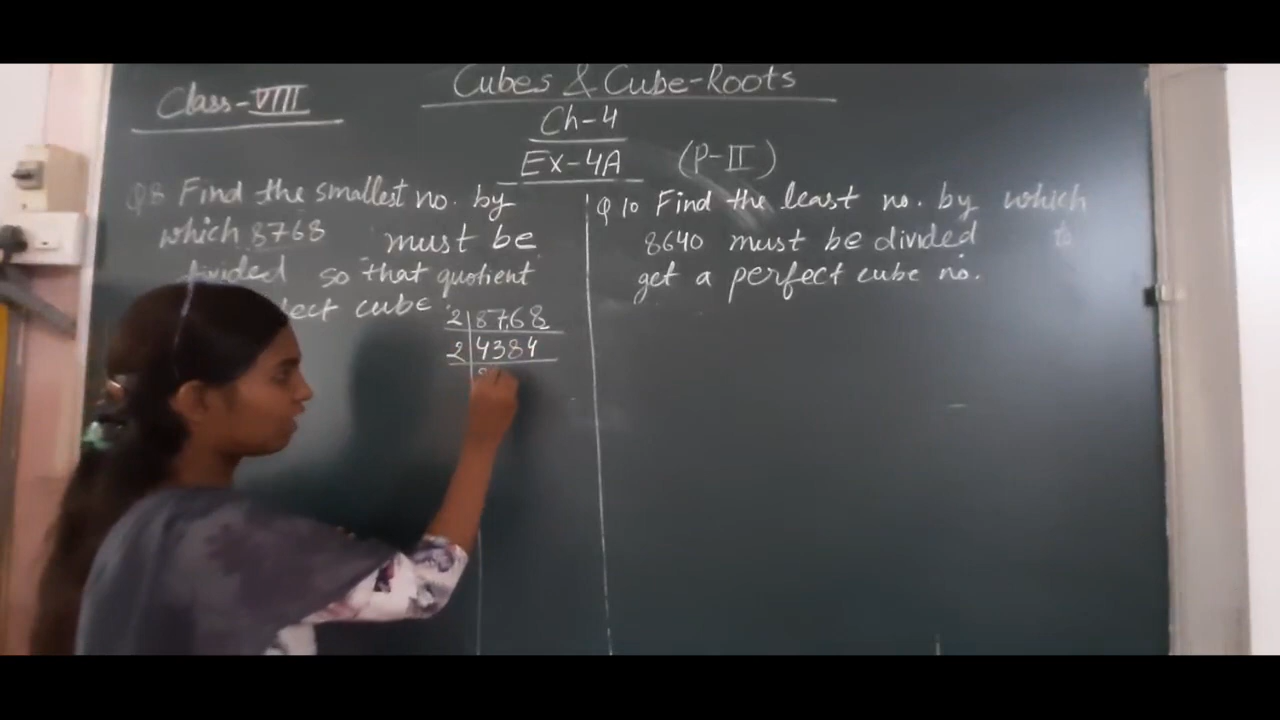 Class-VIII
Cubes & Cube-Roots
Ch-4
Ex-4A (P-II)
Find the smallest no. by
which 8768 must be
divided so that quotient
cube
2 8768
2 4384
Q 10 Find the least no. by which
8640 must be divided to
get a perfect cube no.